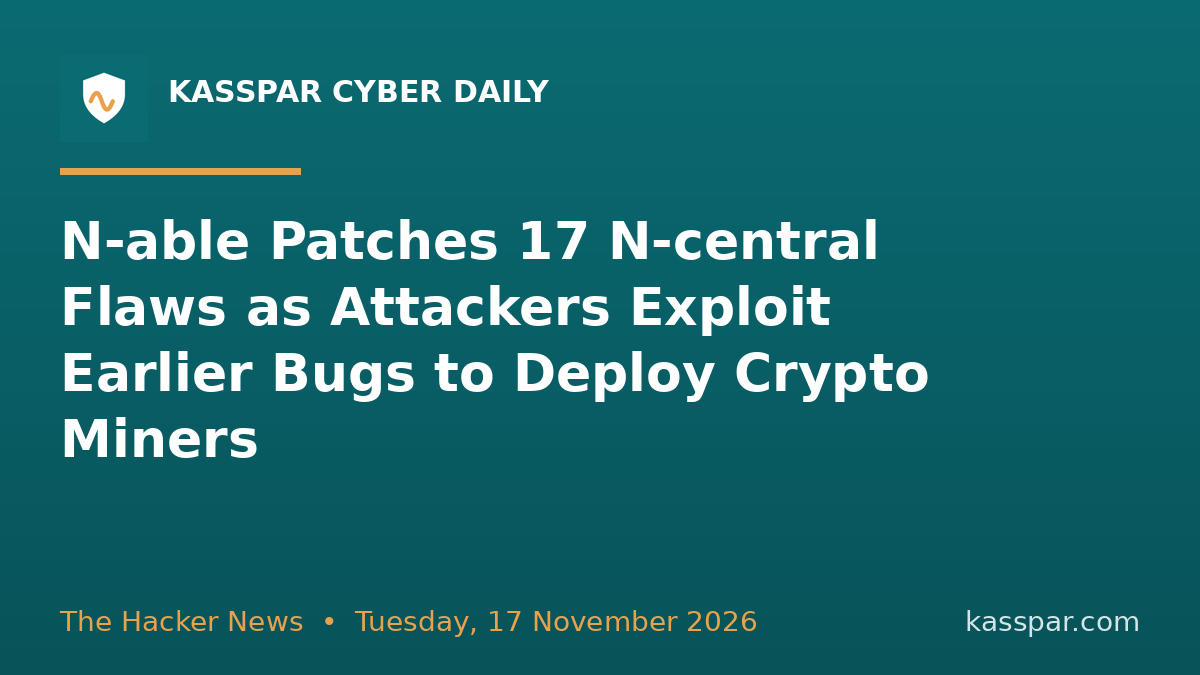 KASSPAR CYBER DAILY
N-able Patches 17 N-central
Flaws as Attackers Exploit
Earlier Bugs to Deploy Crypto
Miners
The Hacker News • Tuesday, 17 November 2026
kasspar.com